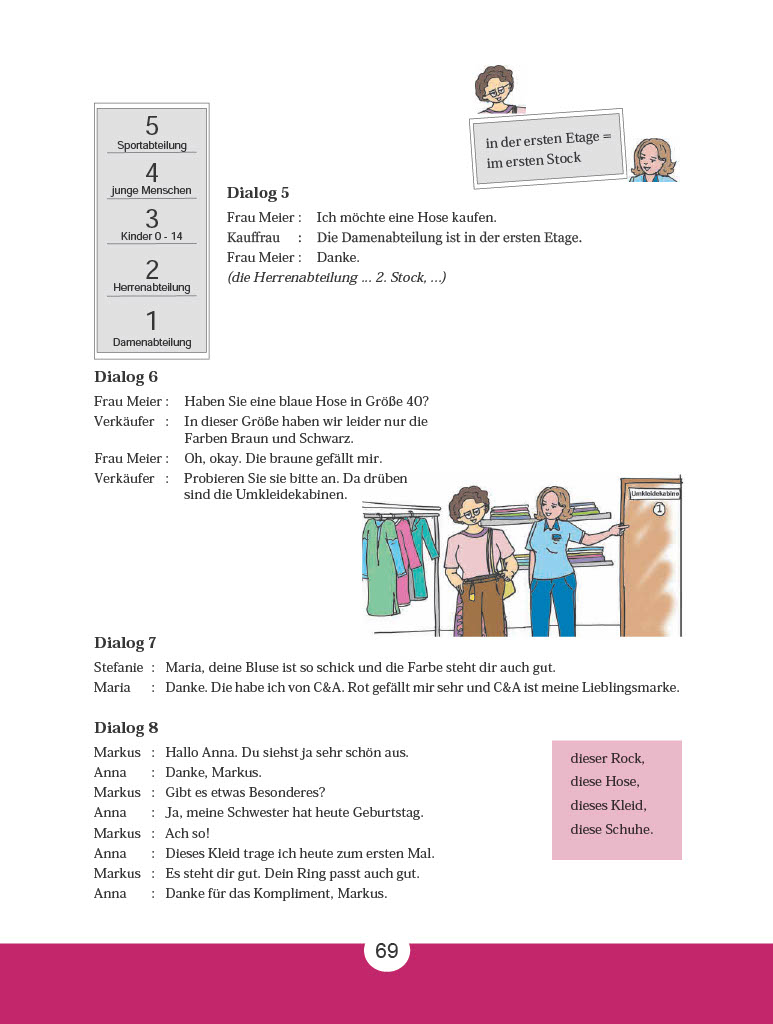 5
Sportabteilung
4
junge Menschen
3
Kinder 0 - 14
2
Herrenabteilung
1
Damenabteilung
in der ersten Etage =
im ersten Stock
Dialog 5
Frau Meier : Ich möchte eine Hose kaufen.
Kauffrau : Die Damenabteilung ist in der ersten Etage.
Frau Meier : Danke.
(die Herrenabteilung ... 2. Stock, ...)
Dialog 6
Frau Meier : Haben Sie eine blaue Hose in Größe 40?
Verkäufer : In dieser Größe haben wir leider nur die
Farben Braun und Schwarz.
Frau Meier : Oh, okay. Die braune gefällt mir.
Verkäufer : Probieren Sie sie bitte an. Da drüben
sind die Umkleidekabinen.
Umkleidekabine
1
Dialog 7
Stefanie : Maria, deine Bluse ist so schick und die Farbe steht dir auch gut.
Maria : Danke. Die habe ich von C&A. Rot gefällt mir sehr und C&A ist meine Lieblingsmarke.
Dialog 8
Markus : Hallo Anna. Du siehst ja sehr schön aus.
Anna : Danke, Markus.
Markus : Gibt es etwas Besonderes?
Anna : Ja, meine Schwester hat heute Geburtstag.
Markus : Ach so!
Anna : Dieses Kleid trage ich heute zum ersten Mal.
Markus : Es steht dir gut. Dein Ring passt auch gut.
Anna : Danke für das Kompliment, Markus.
dieser Rock,
diese Hose,
dieses Kleid,
diese Schuhe.
69